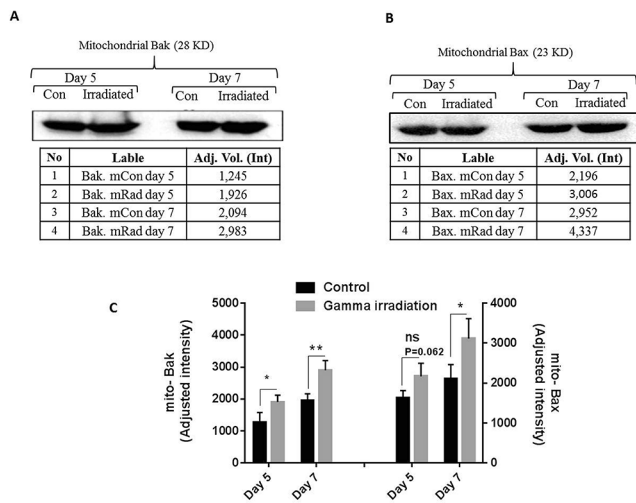 A
Mitochondrial Bak (28 KD)
Day 5 Day 7
Con Irradiated Con Irradiated
No Lable Adj. Vol. (Int)
1 Bak. mCon day 5 1,245
2 Bak. mRad day 5 1,926
3 Bak. mCon day 7 2,094
4 Bak. mRad day 7 2,983
B
Mitochondrial Bax (23 KD)
Day 5 Day 7
Con Irradiated Con Irradiated
No Lable Adj. Vol. (Int)
1 Bax. mCon day 5 2,196
2 Bax. mRad day 5 3,006
3 Bax. mCon day 7 2,952
4 Bax. mRad day 7 4,337
C
Control
Gamma irradiation
mito- Bak
(Adjusted intensity)
5000
4000
3000
2000
1000
0
*
**
ns
P=0.062
*
4000
3000
2000
1000
0
mito- Bax
(Adjusted intensity)
Day 5
Day 7
Day 5
Day 7